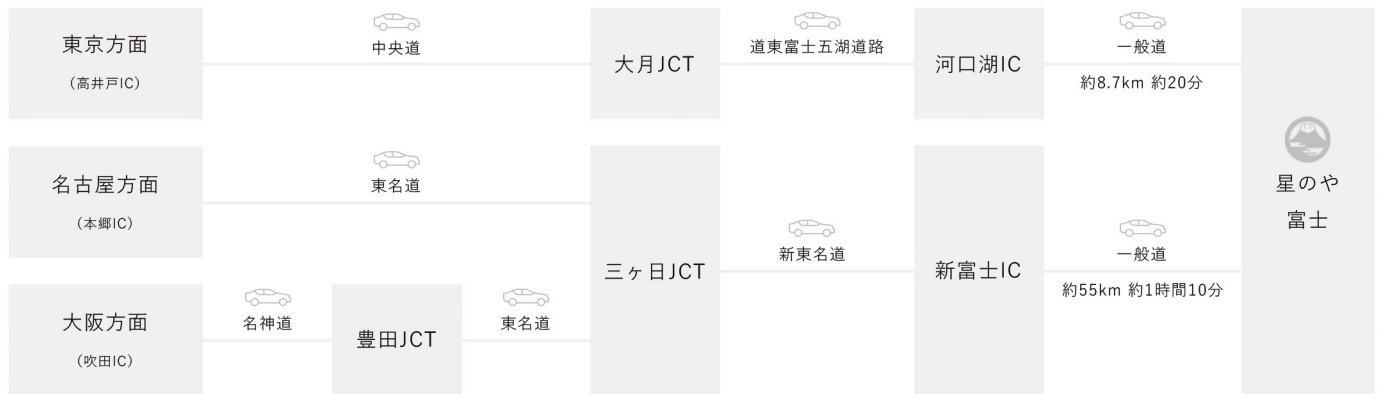 東京方面
（高井戸IC）
中央道
大月JCT
道東富士五湖道路
河口湖IC
一般道
約8.7km 約20分
名古屋方面
（本郷IC）
東名道
大阪方面
（吹田IC）
名神道
豊田JCT
東名道
三ヶ日JCT
新東名道
新富士IC
一般道
約55km 約1時間10分
星のや
富士